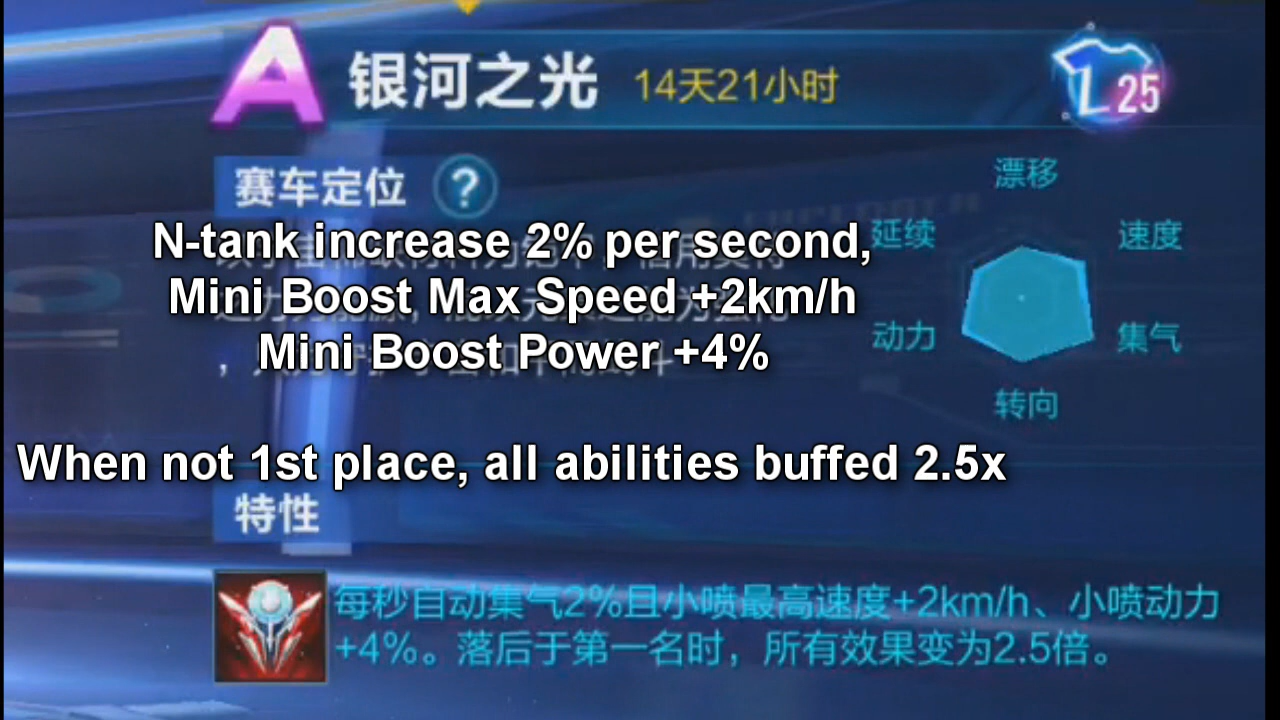 A 银河之光 14天21小时
L25
赛车定位 ?
漂移
延续 速度
动力 集气
转向
N-tank increase 2% per second,
Mini Boost Max Speed +2km/h
Mini Boost Power +4%
When not 1st place, all abilities buffed 2.5x
特性
每秒自动集气2%且小喷最高速度+2km/h、小喷动力
+4%。落后于第一名时，所有效果变为2.5倍。